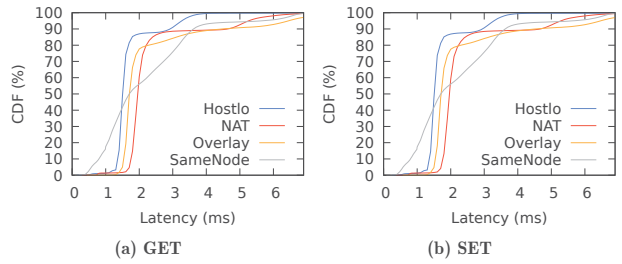 CDF (%)
100
90
80
70
60
50
40
30
20
10
0
Hostlo
NAT
Overlay
SameNode
0 1 2 3 4 5 6
Latency (ms)
(a) GET
CDF (%)
100
90
80
70
60
50
40
30
20
10
0
Hostlo
NAT
Overlay
SameNode
0 1 2 3 4 5 6
Latency (ms)
(b) SET